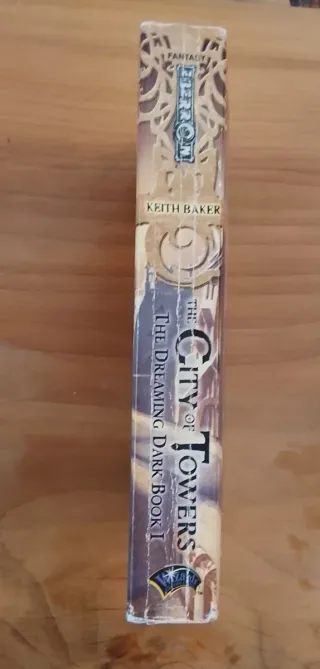 FANTASY
EBERRON
KEITH BAKER
THE CITY OF TOWERS
THE DREAMING DARK BOOK I